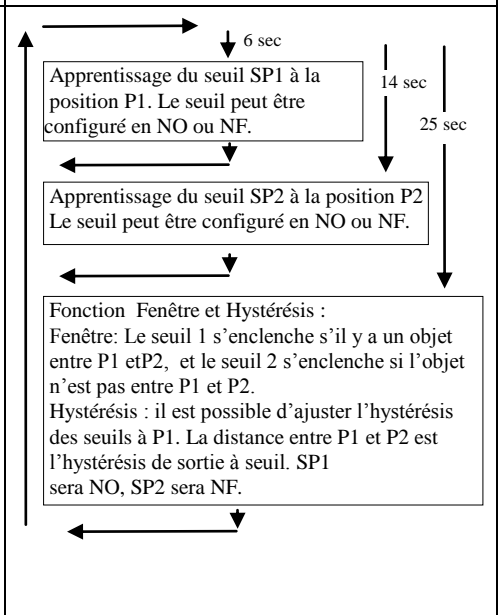 6 sec
Apprentissage du seuil SP1 à la
position P1. Le seuil peut être
configuré en NO ou NF.
14 sec
25 sec
Apprentissage du seuil SP2 à la position P2
Le seuil peut être configuré en NO ou NF.
Fonction Fenêtre et Hystérésis :
Fenêtre: Le seuil 1 s'enclenche s'il y a un objet
entre P1 etP2, et le seuil 2 s'enclenche si l'objet
n'est pas entre P1 et P2.
Hystérésis : il est possible d'ajuster l'hystérésis
des seuils à P1. La distance entre P1 et P2 est
l'hystérésis de sortie à seuil. SP1
sera NO, SP2 sera NF.